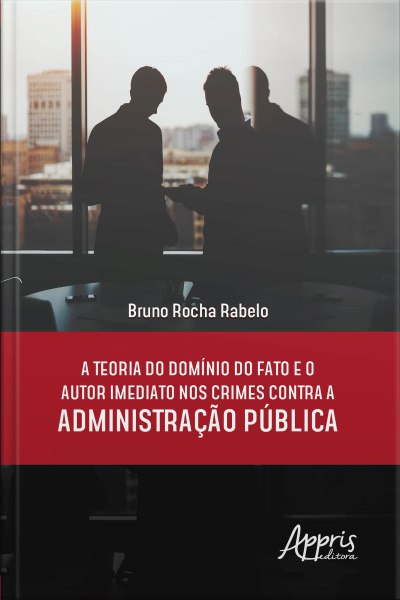 Bruno Rocha Rabelo
A TEORIA DO DOMÍNIO DO FATO E O
AUTOR IMEDIATO NOS CRIMES CONTRA A
ADMINISTRAÇÃO PÚBLICA
Appris
editora